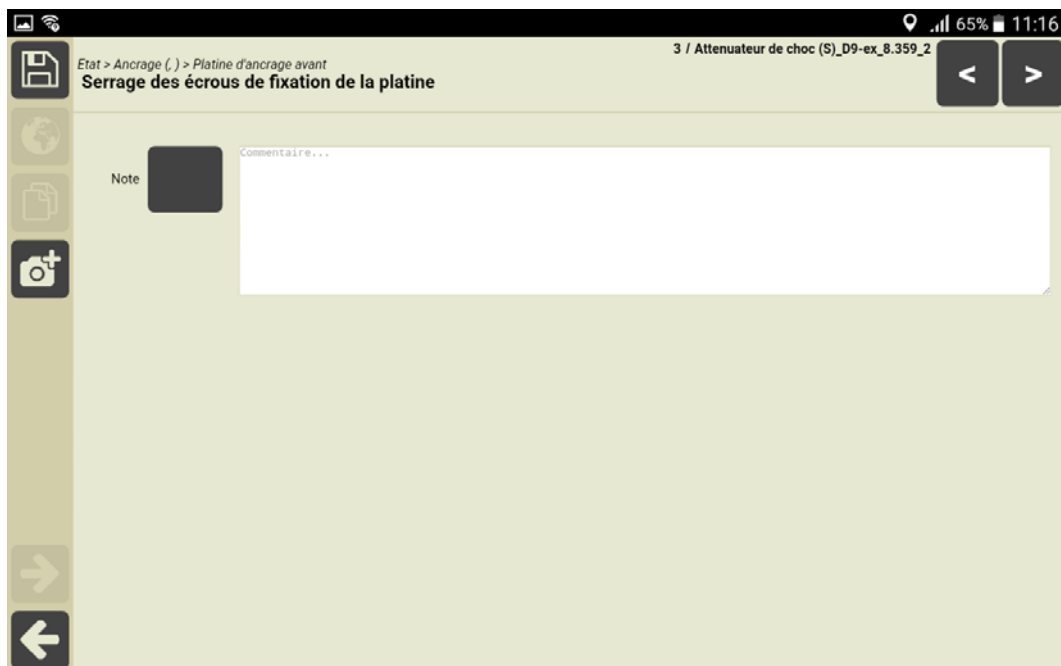 65% 11:16
3 / Attenuateur de choc (S)_D9-ex_8.359_2
Etat > Ancrage (, ) > Platine d'ancrage avant
Serrage des écrous de fixation de la platine
< >
Note
Commentaire...